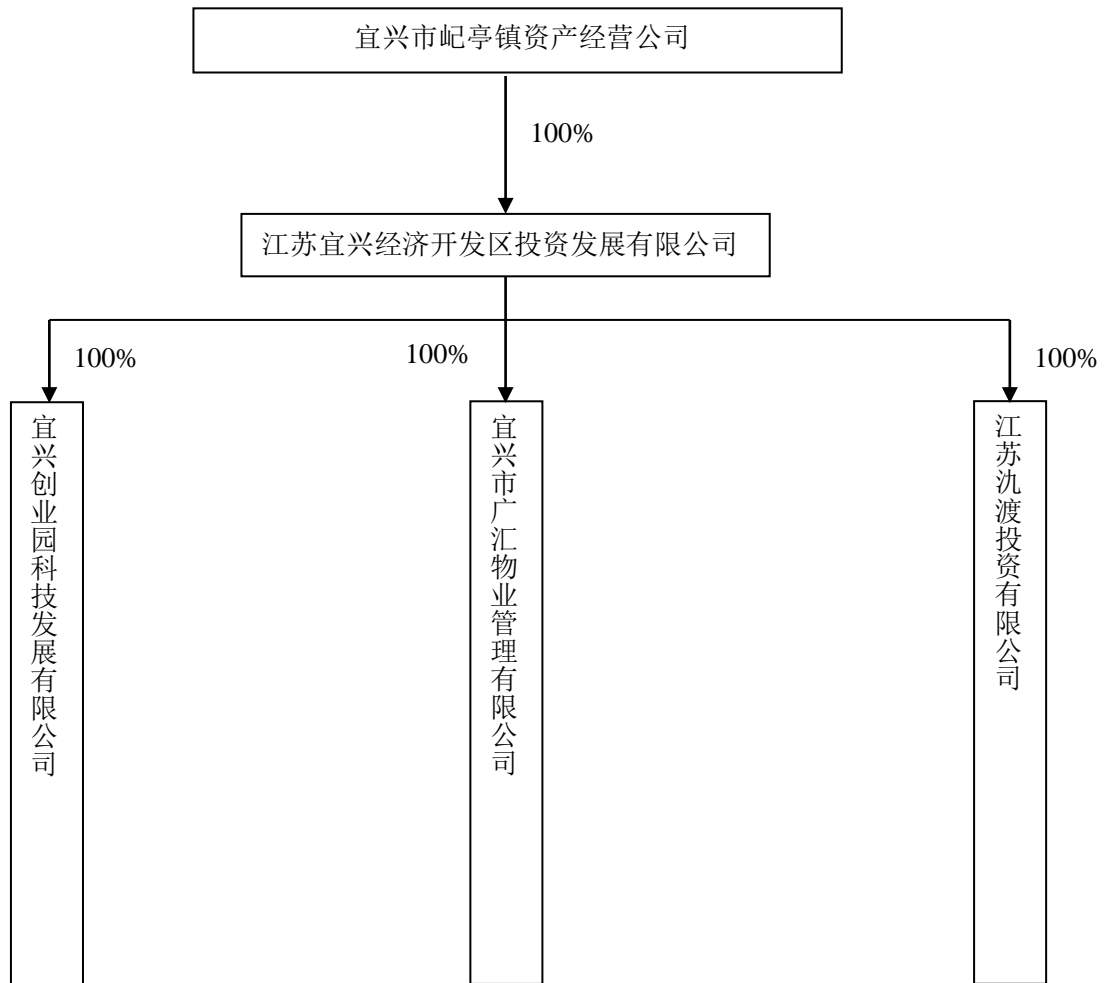 宜兴市屺亭镇资产经营公司
100%
江苏宜兴经济开发区投资发展有限公司
100%
100%
100%
宜兴创业园科技发展有限公司
宜兴市广汇物业管理有限公司
江苏氿渡投资有限公司